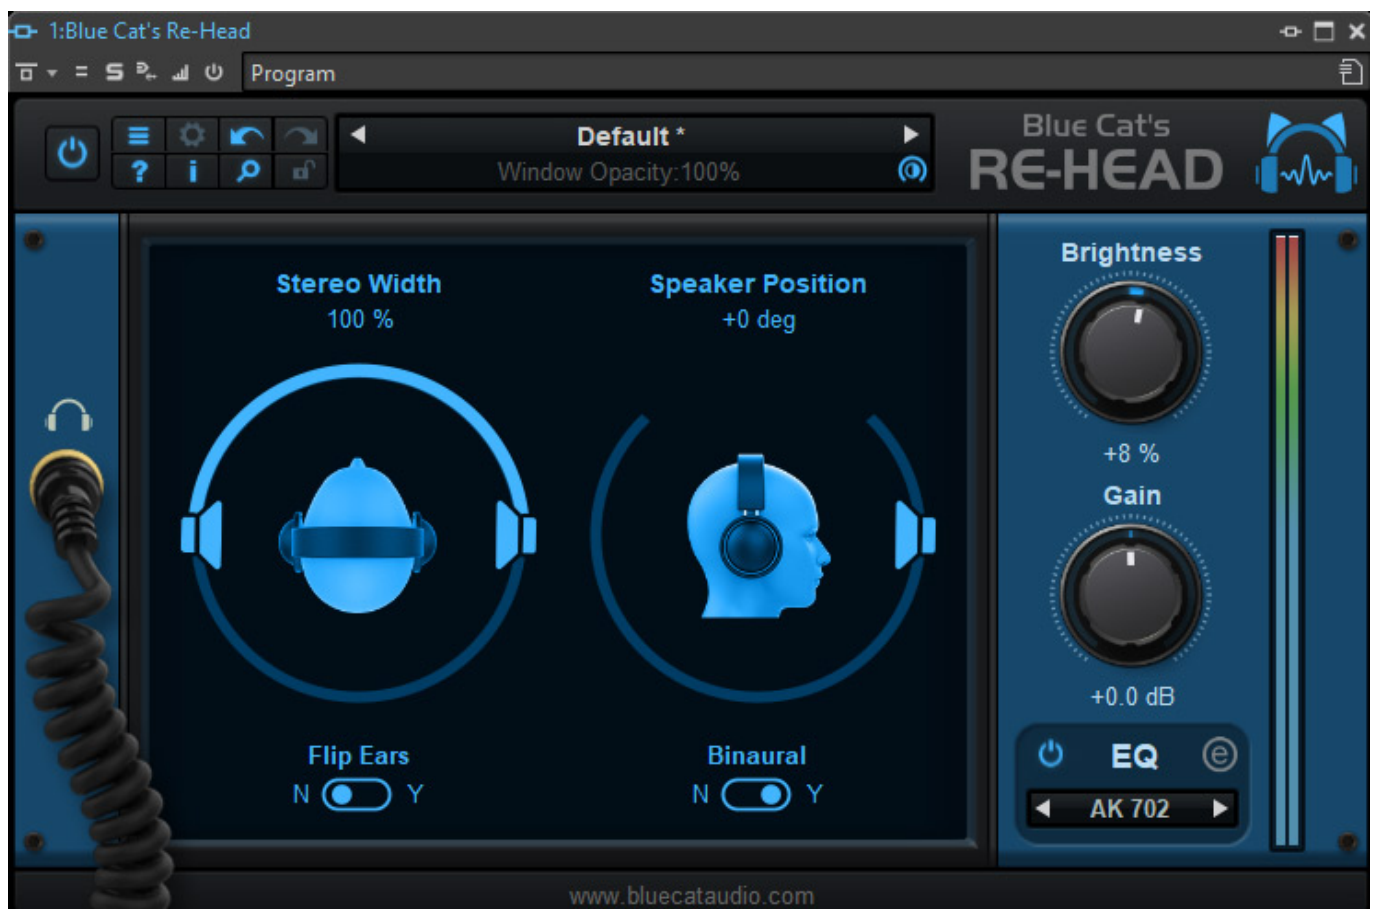 1:Blue Cat's Re-Head
Program
Default *
Window Opacity:100%
Blue Cat's
RE-HEAD
Stereo Width
100 %
Speaker Position
+0 deg
Brightness
+8 %
Gain
+0.0 dB
Flip Ears
N Y
Binaural
N Y
EQ
AK 702
www.bluecataudio.com